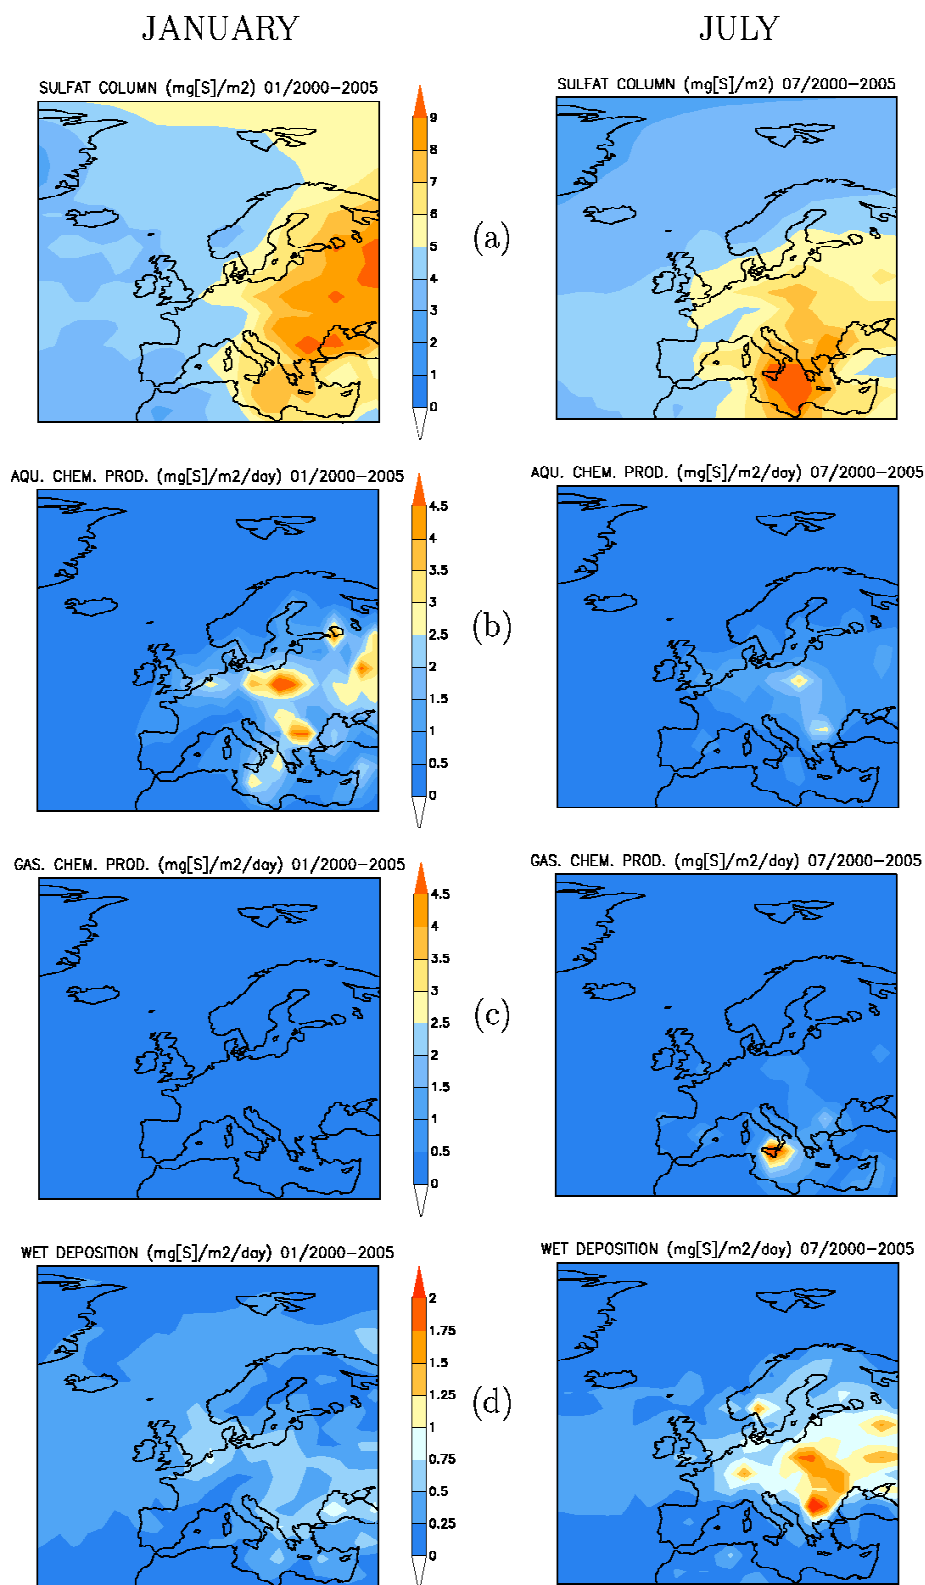 JANUARY
JULY
SULFAT COLUMN (mg[S]/m2) 01/2000-2005
SULFAT COLUMN (mg[S]/m2) 07/2000-2005
9
8
7
6
5
4
3
2
1
0
(a)
AQU. CHEM. PROD. (mg[S]/m2/day) 01/2000-2005
AQU. CHEM. PROD. (mg[S]/m2/day) 07/2000-2005
4.5
4
3.5
3
2.5
2
1.5
1
0.5
0
(b)
GAS. CHEM. PROD. (mg[S]/m2/day) 01/2000-2005
GAS. CHEM. PROD. (mg[S]/m2/day) 07/2000-2005
4.5
4
3.5
3
2.5
2
1.5
1
0.5
0
(c)
WET DEPOSITION (mg[S]/m2/day) 01/2000-2005
WET DEPOSITION (mg[S]/m2/day) 07/2000-2005
2
1.75
1.5
1.25
1
0.75
0.5
0.25
0
(d)